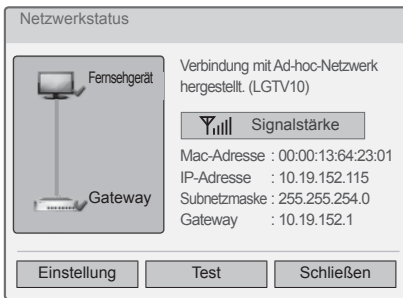 Netzwerkstatus
Fernsehgerät
Gateway
Verbindung mit Ad-hoc-Netzwerk
hergestellt. (LGTV10)
Signalstärke
Mac-Adresse : 00:00:13:64:23:01
IP-Adresse : 10.19.152.115
Subnetzmaske : 255.255.254.0
Gateway : 10.19.152.1
Einstellung
Test
Schließen